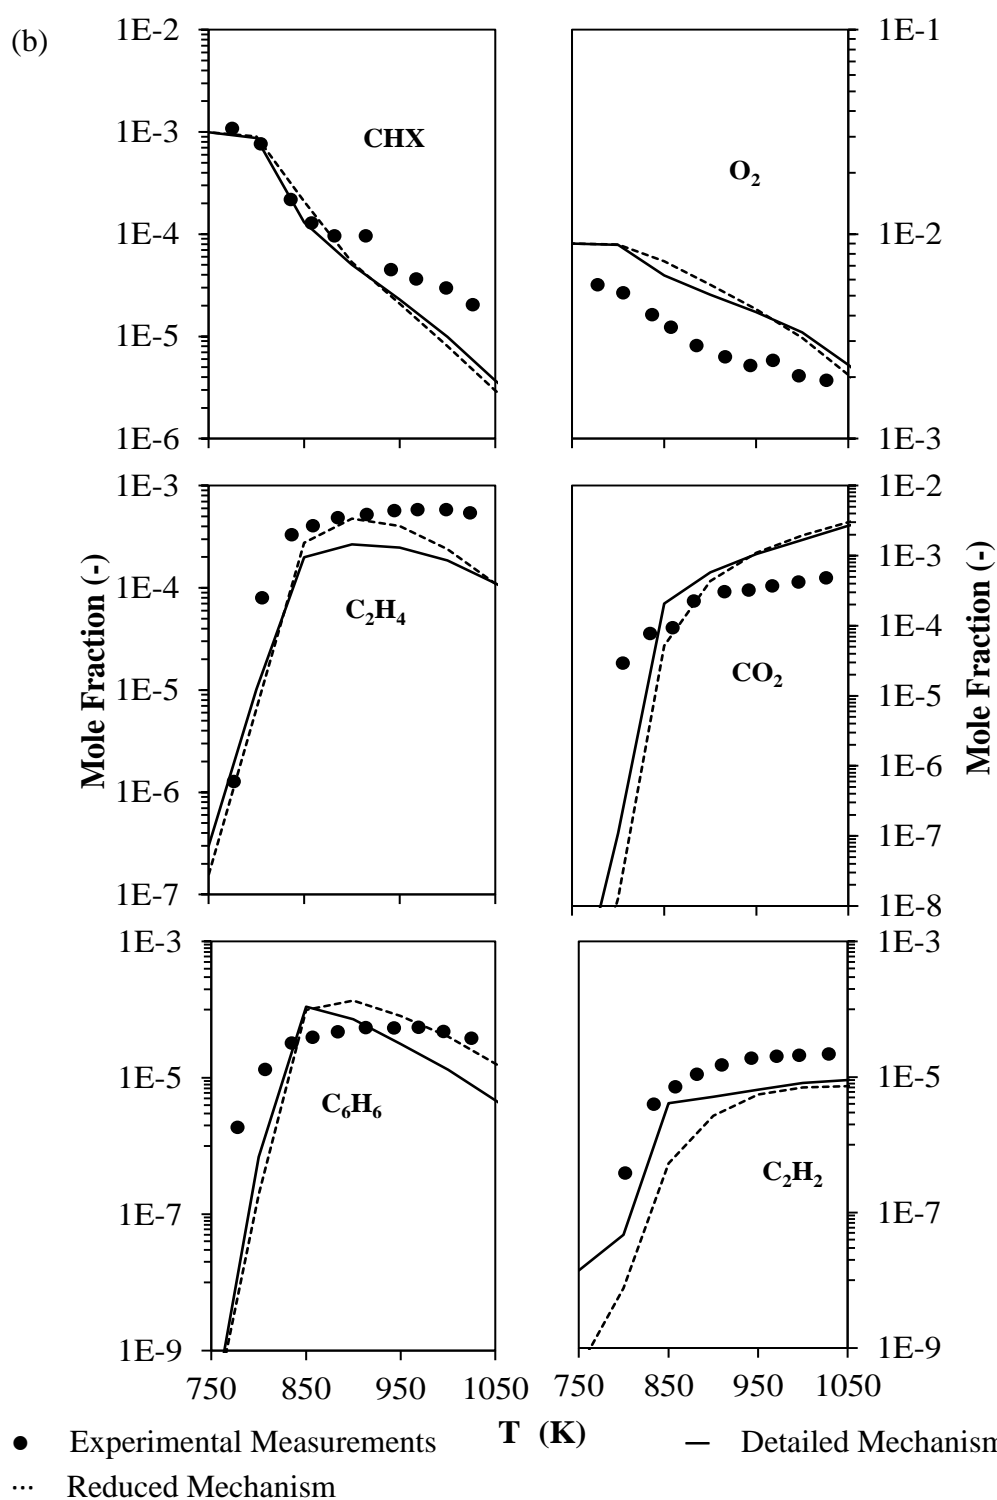 (b)
1E-2
1E-3
1E-4
1E-5
1E-6
CHX
1E-1
1E-2
1E-3
O2
Mole Fraction (-)
1E-3
1E-4
1E-5
1E-6
1E-7
C2H4
1E-2
1E-3
1E-4
1E-5
1E-6
1E-7
1E-8
CO2
Mole Fraction (-)
1E-3
1E-5
1E-7
1E-9
C6H6
750 850 950 1050
1E-3
1E-5
1E-7
1E-9
C2H2
750 850 950 1050
T (K)
● Experimental Measurements — Detailed Mechanism
··· Reduced Mechanism